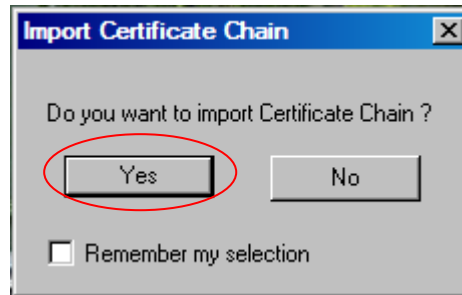 Import Certificate Chain
Do you want to import Certificate Chain ?
Yes No
Remember my selection